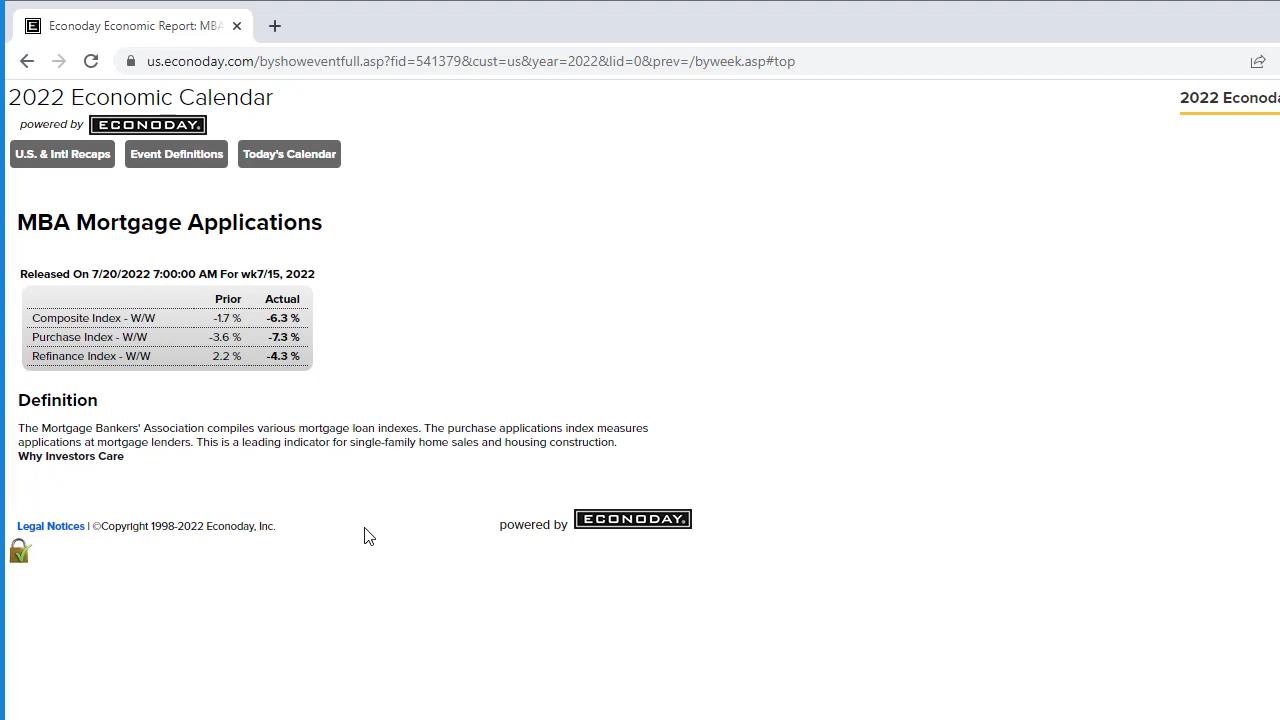 Econoday Economic Report: MBA
us.econoday.com/byshoweventfull.asp?fid=541379&cust=us&year=2022&lid=0&prev=/byweek.asp#top
2022 Economic Calendar
2022 Econoda
powered by ECONODAY®
U.S. & Intl Recaps Event Definitions Today's Calendar
MBA Mortgage Applications
Released On 7/20/2022 7:00:00 AM For wk7/15, 2022
Prior Actual
Composite Index - W/W -1.7 % -6.3 %
Purchase Index - W/W -3.6 % -7.3 %
Refinance Index - W/W 2.2 % -4.3 %
Definition
The Mortgage Bankers' Association compiles various mortgage loan indexes. The purchase applications index measures
applications at mortgage lenders. This is a leading indicator for single-family home sales and housing construction.
Why Investors Care
Legal Notices | ©Copyright 1998-2022 Econoday, Inc.
powered by ECONODAY®